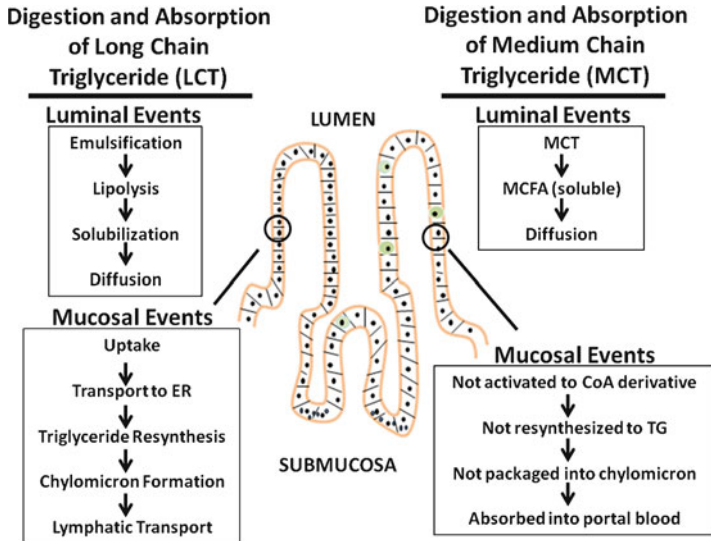 Digestion and Absorption
of Long Chain
Triglyceride (LCT)
Luminal Events
Emulsification
Lipolysis
Solubilization
Diffusion
Mucosal Events
Uptake
Transport to ER
Triglyceride Resynthesis
Chylomicron Formation
Lymphatic Transport
LUMEN
SUBMUCOSA
Digestion and Absorption
of Medium Chain
Triglyceride (MCT)
Luminal Events
MCT
MCFA (soluble)
Diffusion
Mucosal Events
Not activated to CoA derivative
Not resynthesized to TG
Not packaged into chylomicron
Absorbed into portal blood